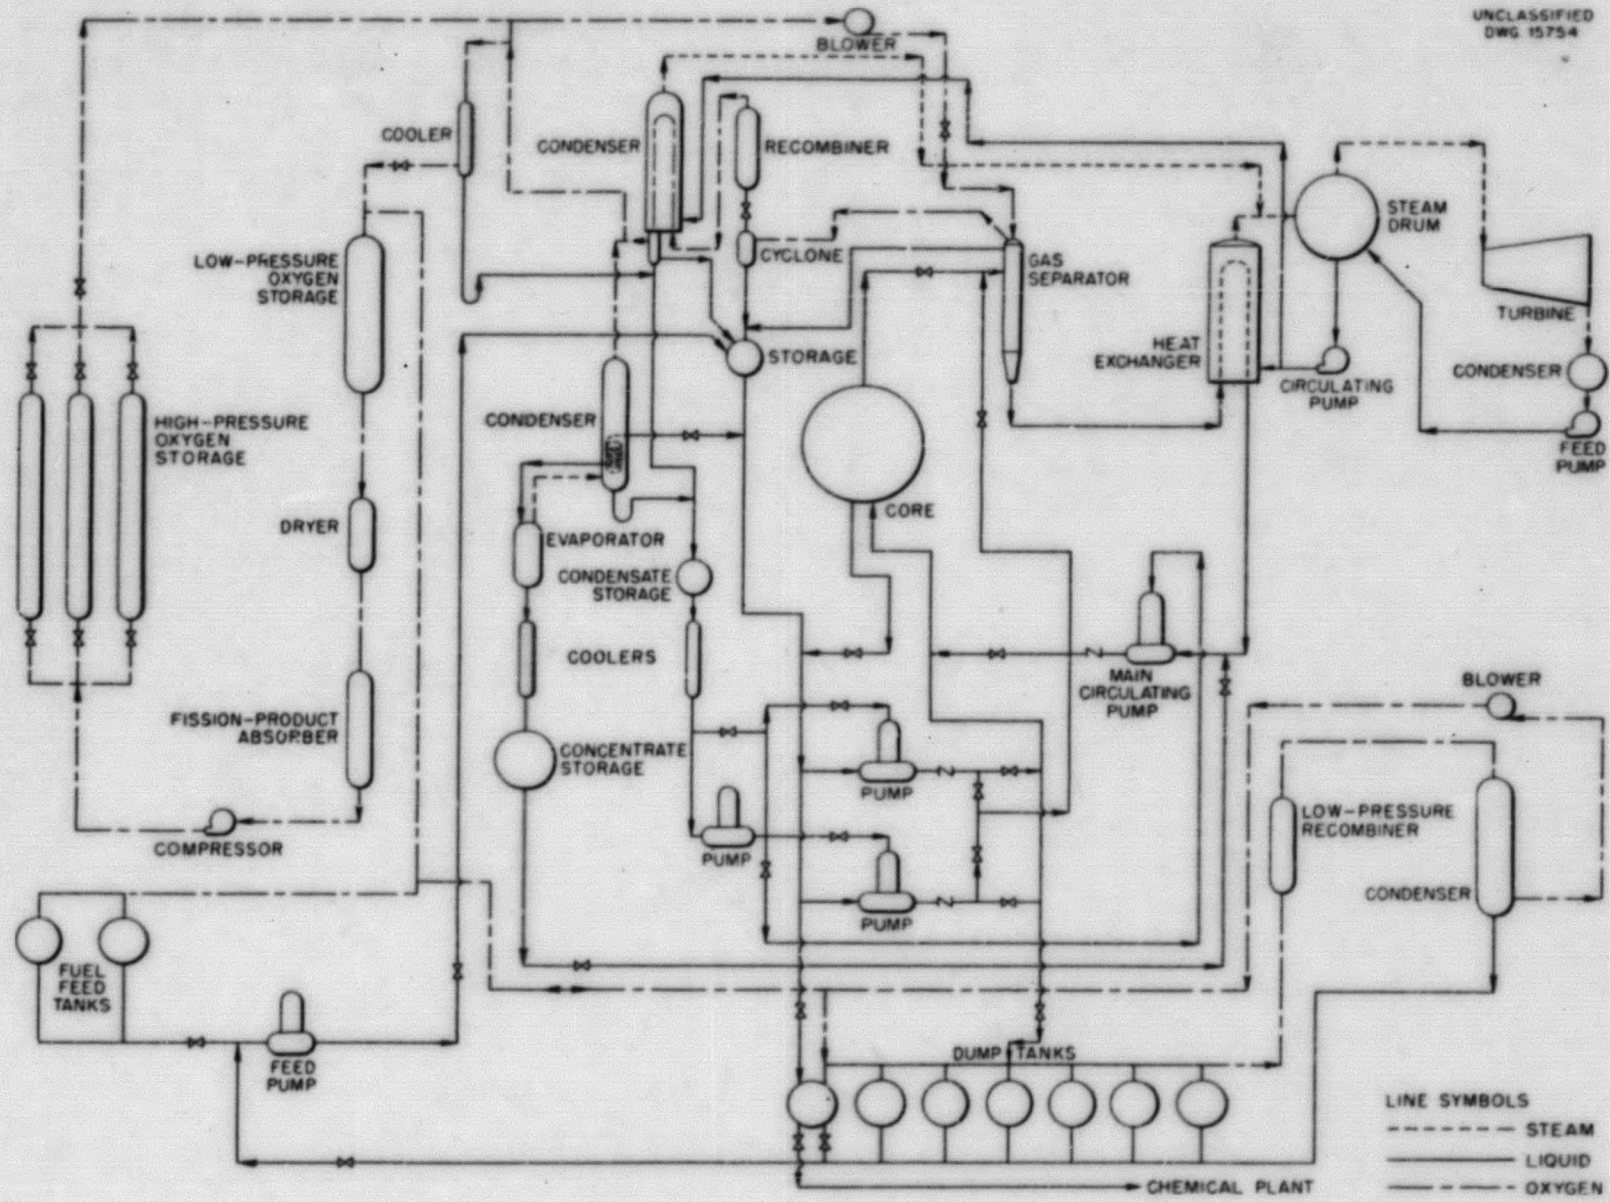 UNCLASSIFIED
DWG. 15754
BLOWER
COOLER
CONDENSER
RECOMBINER
STEAM
DRUM
LOW-PRESSURE
OXYGEN
STORAGE
CYCLONE
GAS
SEPARATOR
TURBINE
STORAGE
HEAT
EXCHANGER
CONDENSER
CIRCULATING
PUMP
HIGH-PRESSURE
OXYGEN
STORAGE
CONDENSER
FEED
PUMP
CORE
DRYER
EVAPORATOR
CONDENSATE
STORAGE
COOLERS
MAIN
CIRCULATING
PUMP
BLOWER
FISSION-PRODUCT
ABSORBER
CONCENTRATE
STORAGE
PUMP
LOW-PRESSURE
RECOMBINER
COMPRESSOR
PUMP
CONDENSER
PUMP
FUEL
FEED
TANKS
DUMP TANKS
FEED
PUMP
LINE SYMBOLS
STEAM
LIQUID
CHEMICAL PLANT
OXYGEN